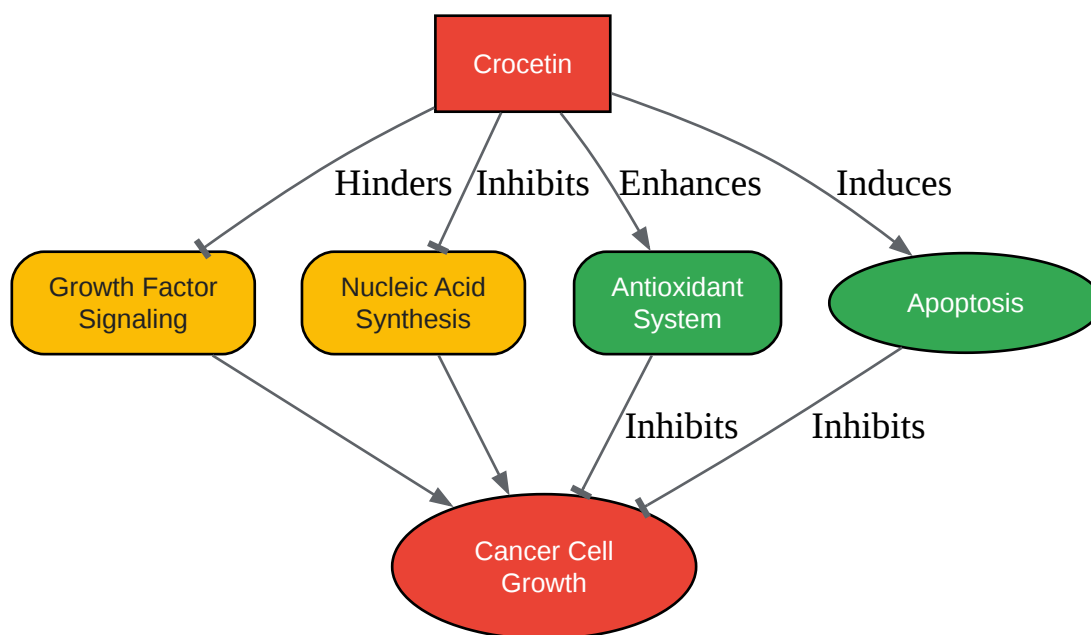 Crocetin
Hinders
Inhibits
Enhances
Induces
Growth Factor
Signaling
Nucleic Acid
Synthesis
Antioxidant
System
Apoptosis
Inhibits
Inhibits
Cancer Cell
Growth